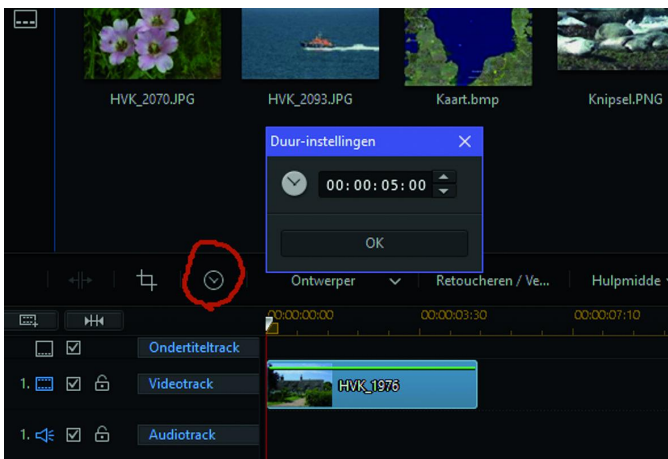 HVK_2070.JPG
HVK_2093.JPG
Kaart.bmp
Knipsel.PNG
Duur-instellingen
00:00:05:00
OK
Ontwerper
Retoucheren / Ve...
Hulpmidde
00:00:00:00
00:00:03:30
00:00:07:10
Ondertiteltrack
1.
Videotrack
HVK_1976
1.
Audiotrack